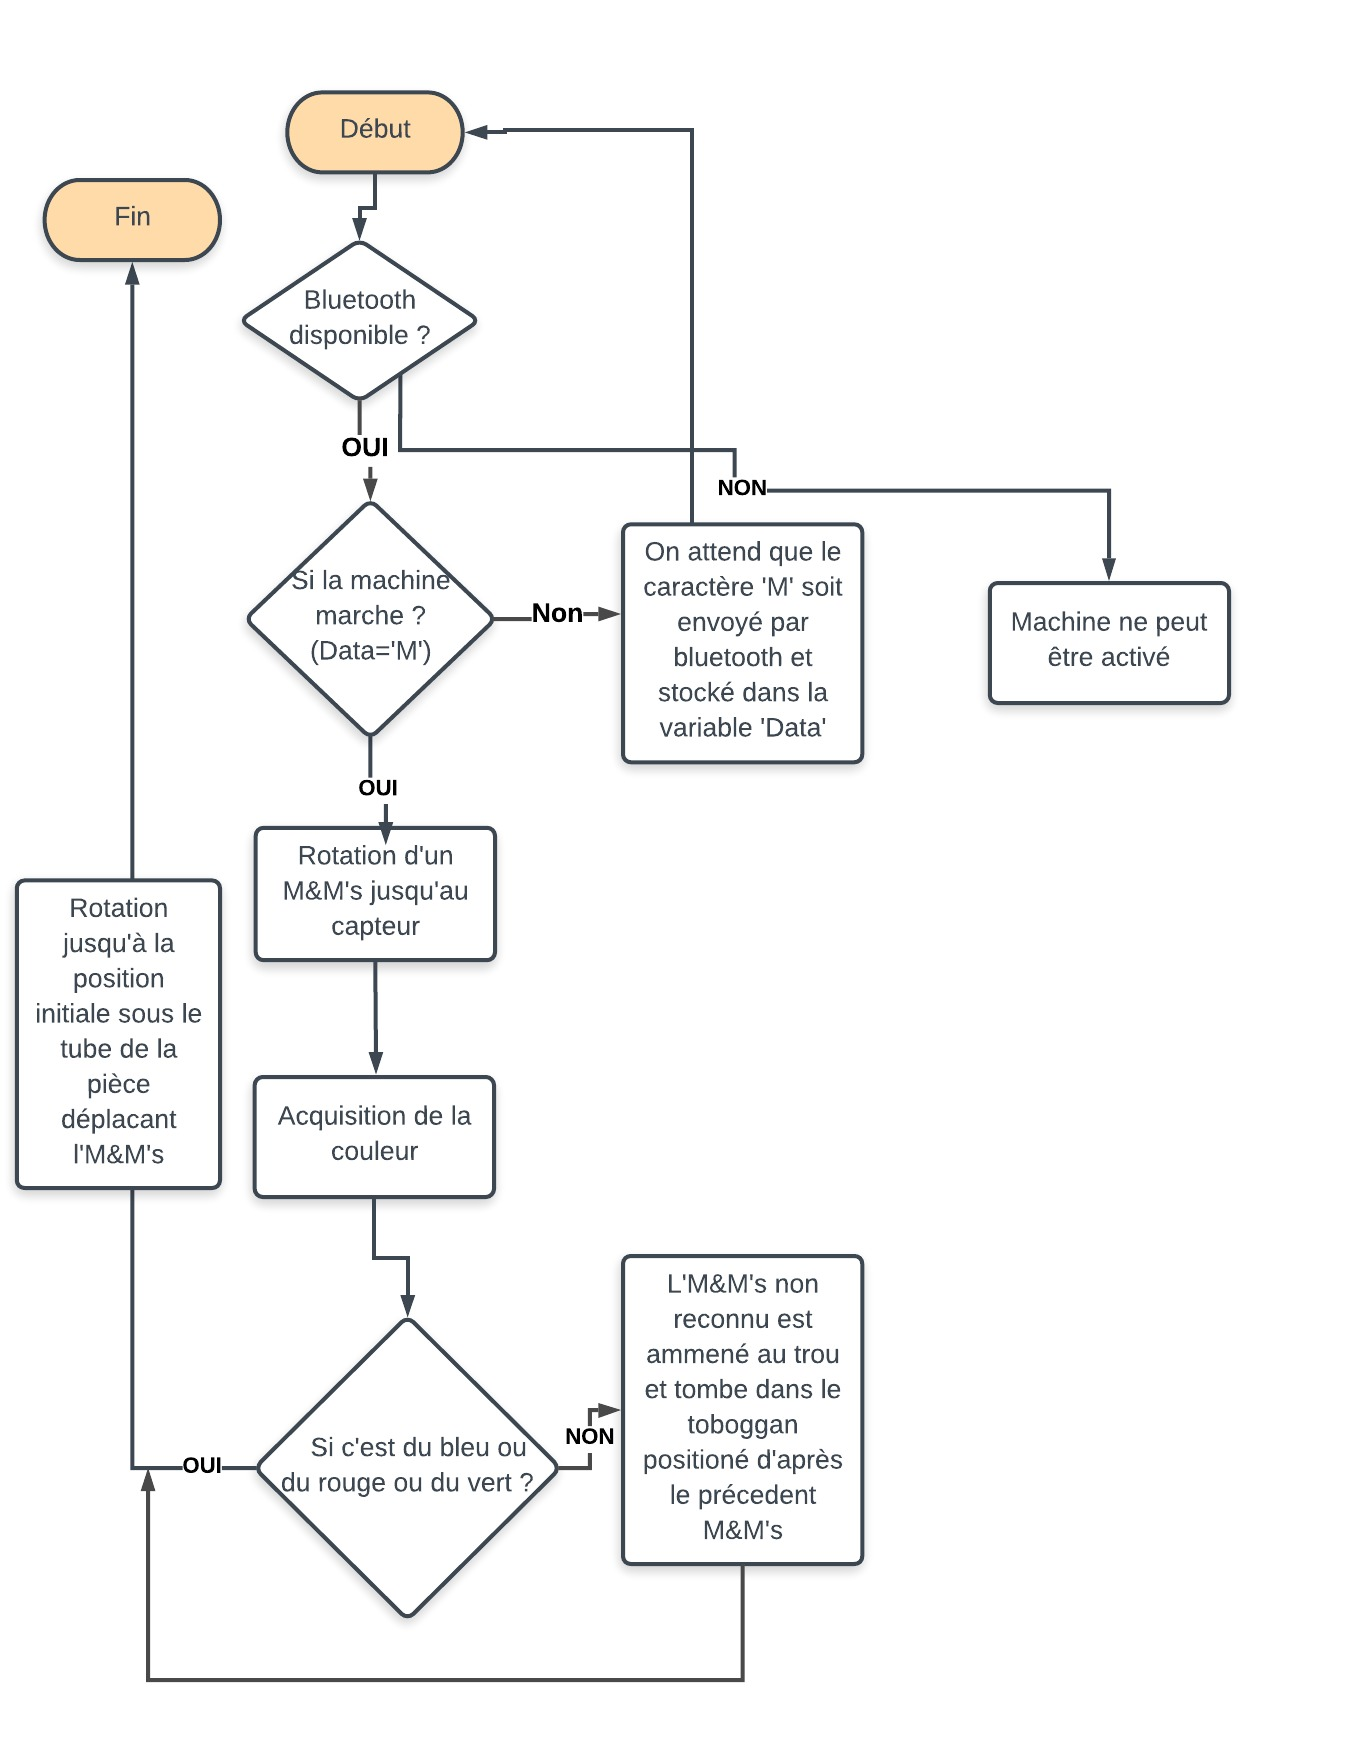 Début
Fin
Bluetooth
disponible ?
OUI
NON
Si la machine
marche ?
(Data='M')
Non
On attend que le
caractère 'M' soit
envoyé par
bluetooth et
stocké dans la
variable 'Data'
Machine ne peut
être activé
OUI
Rotation d'un
M&M's jusqu'au
capteur
Rotation
jusqu'à la
position
initiale sous le
tube de la
pièce
déplacant
l'M&M's
Acquisition de la
couleur
Si c'est du bleu ou
du rouge ou du vert ?
OUI
NON
L'M&M's non
reconnu est
ammené au trou
et tombe dans le
toboggan
positioné d'après
le précedent
M&M's